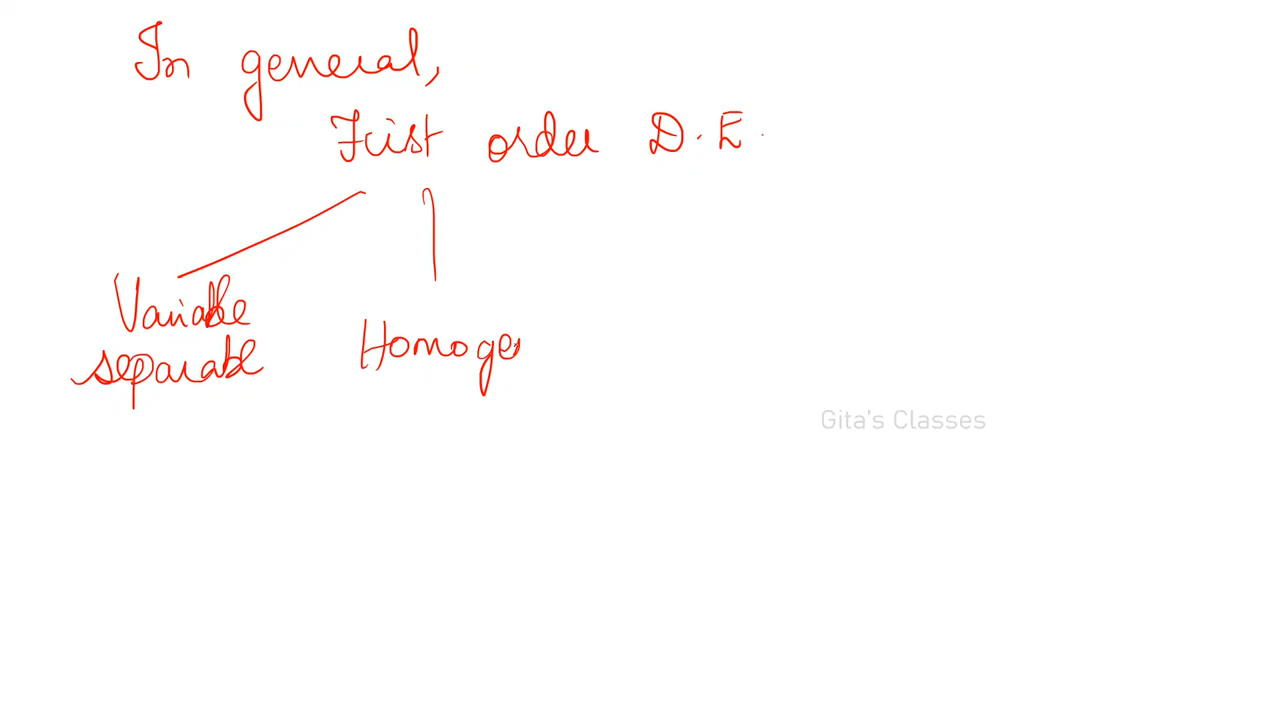 In general,
First order D.E.
Variable
separable
Homoge
Gita's Classes